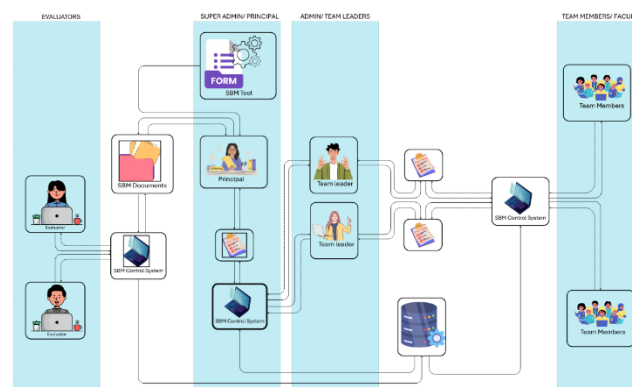 EVALUATORS
SUPER ADMIN/ PRINCIPAL
ADMIN/ TEAM LEADERS
TEAM MEMBERS/ FACUL
FORM
SBM Tool
Team Members
SBM Documents
Principal
Team leader
Evaluator
SBM Control System
Team leader
SBM Control System
SBM Control System
Evaluator
Team Members